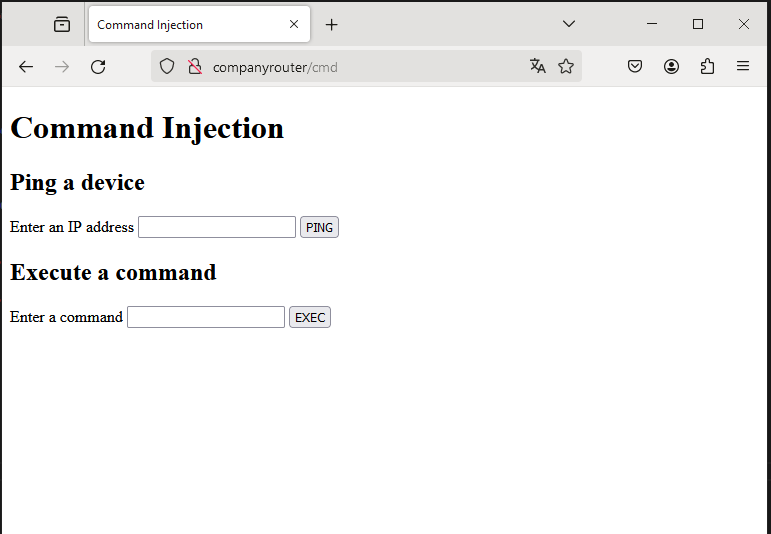 Command Injection
companyrouter/cmd
Command Injection
Ping a device
Enter an IP address PING
Execute a command
Enter a command EXEC